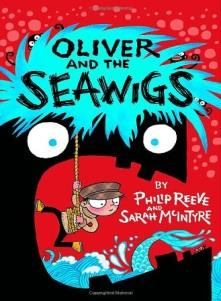 OLIVER
AND THE
SEAWIGS
BY
PHILIP REEVE
AND
SARAH McINTYRE